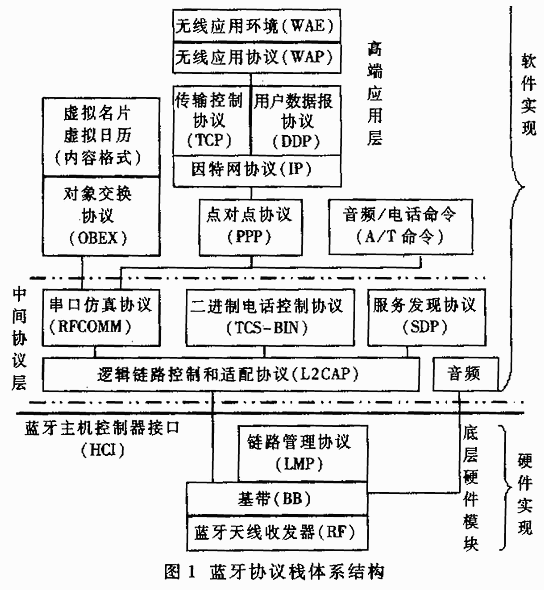 无线应用环境(WAE)
无线应用协议(WAP)
传输控制
协议
(TCP)
用户数据报
协议
(DDP)
因特网协议(IP)
高端应用层
软件实现
虚拟名片
虚拟日历
(内容格式)
对象交换
协议
(OBEX)
点对点协议
(PPP)
音频/电话命令
(A/T 命令)
中间协议层
串口仿真协议
(RFCOMM)
二进制电话控制协议
(TCS-BIN)
服务发现协议
(SDP)
逻辑链路控制和适配协议(L2CAP)
音频
蓝牙主机控制器接口
(HCI)
链路管理协议
(LMP)
基带(BB)
蓝牙天线收发器(RF)
底层硬件模块
硬件实现
图 1 蓝牙协议栈体系结构